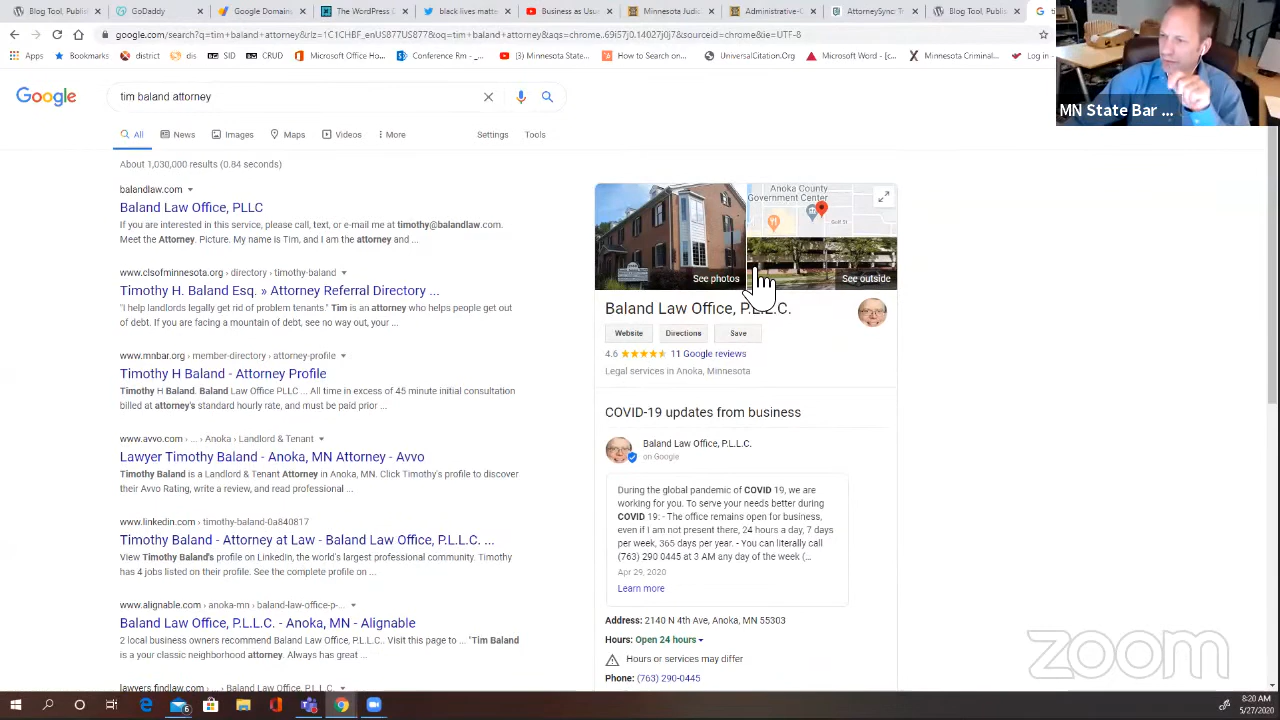 Blog Tool, Publi
GoDaddy
Google Domains
The WordPress C
black lives matte
Business as Usu
Minnesota Judic
Administrative-C
AttorneySync: Tr
Blog Tool, Public
Apps
Bookmarks
district
SID
CRUD
Microsoft Office Ho...
Conference Rm –...
(3) Minnesota State...
How to Search on...
UniversalCitation.Org
Microsoft Word - (c...
Minnesota Criminal...
Log in
MN State Bar ...
Google
tim baland attorney
All
News
Images
Maps
Videos
More
Settings
Tools
About 1,030,000 results (0.84 seconds)
balandlaw.com
Baland Law Office, PLLC
If you are interested in this service, please call, text, or e-mail me at timothy@balandlaw.com.
Meet the Attorney. Picture. My name is Tim, and I am the attorney and ...
www.clsofminnesota.org › directory › timothy-baland
Timothy H. Baland Esq. » Attorney Referral Directory ...
"I help landlords legally get rid of problem tenants." Tim is an attorney who helps people get out
of debt. If you are facing a mountain of debt, see no way out, your ...
www.mnbar.org › member-directory › attorney-profile
Timothy H Baland - Attorney Profile
Timothy H Baland. Baland Law Office PLLC ... All time in excess of 45 minute initial consultation
billed at attorney's standard hourly rate, and must be paid prior ...
www.avvo.com › ... › Anoka › Landlord & Tenant
Lawyer Timothy Baland - Anoka, MN Attorney - Avvo
Timothy Baland is a Landlord & Tenant Attorney in Anoka, MN. Click Timothy's profile to discover
their Avvo Rating, write a review, and read professional ...
www.linkedin.com › timothy-baland-0a840817
Timothy Baland - Attorney at Law - Baland Law Office, P.L.L.C. ...
View Timothy Baland's profile on LinkedIn, the world's largest professional community. Timothy
has 4 jobs listed on their profile. See the complete profile on ...
www.alignable.com › anoka-mn › baland-law-office-p-...
Baland Law Office, P.L.L.C. - Anoka, MN - Alignable
2 local business owners recommend Baland Law Office, P.L.L.C.. Visit this page to ... "Tim Baland
is a your classic neighborhood attorney. Always has great ...
lawyers.findlaw.com › ... › Baland Law Office, P.L.L.C.
Anoka County
Government Center
See photos
See outside
Baland Law Office, P.L.L.C.
Website
Directions
Save
4.6
11 Google reviews
Legal services in Anoka, Minnesota
COVID-19 updates from business
Baland Law Office, P.L.L.C.
on Google
During the global pandemic of COVID 19, we are
working for you. To serve your needs better during
COVID 19: - The office remains open for business,
even if I am not present there, 24 hours a day, 7 days
per week, 365 days per year. - You can literally call
(763) 290 0445 at 3 AM any day of the week (...
Apr 29, 2020
Learn more
Address: 2140 N 4th Ave, Anoka, MN 55303
Hours: Open 24 hours
Hours or services may differ
Phone: (763) 290-0445
zoom
8:20 AM
5/27/2020